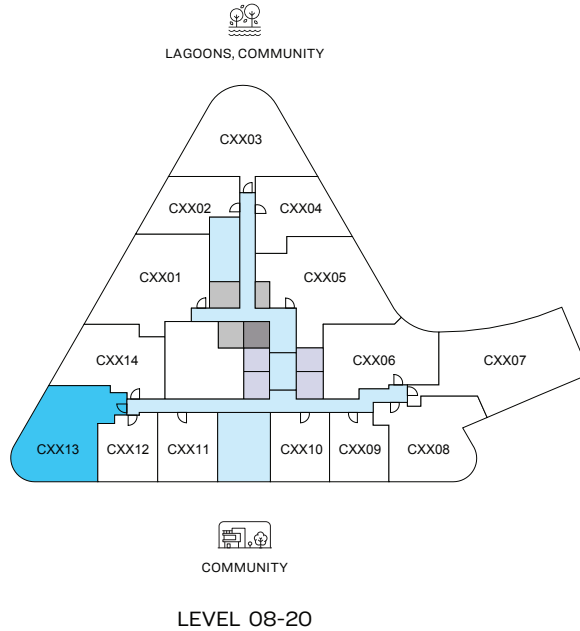 LAGOONS, COMMUNITY
CXX03
CXX02
CXX04
CXX01
CXX05
CXX14
CXX06
CXX07
CXX13
CXX12
CXX11
CXX10
CXX09
CXX08
COMMUNITY
LEVEL 08-20